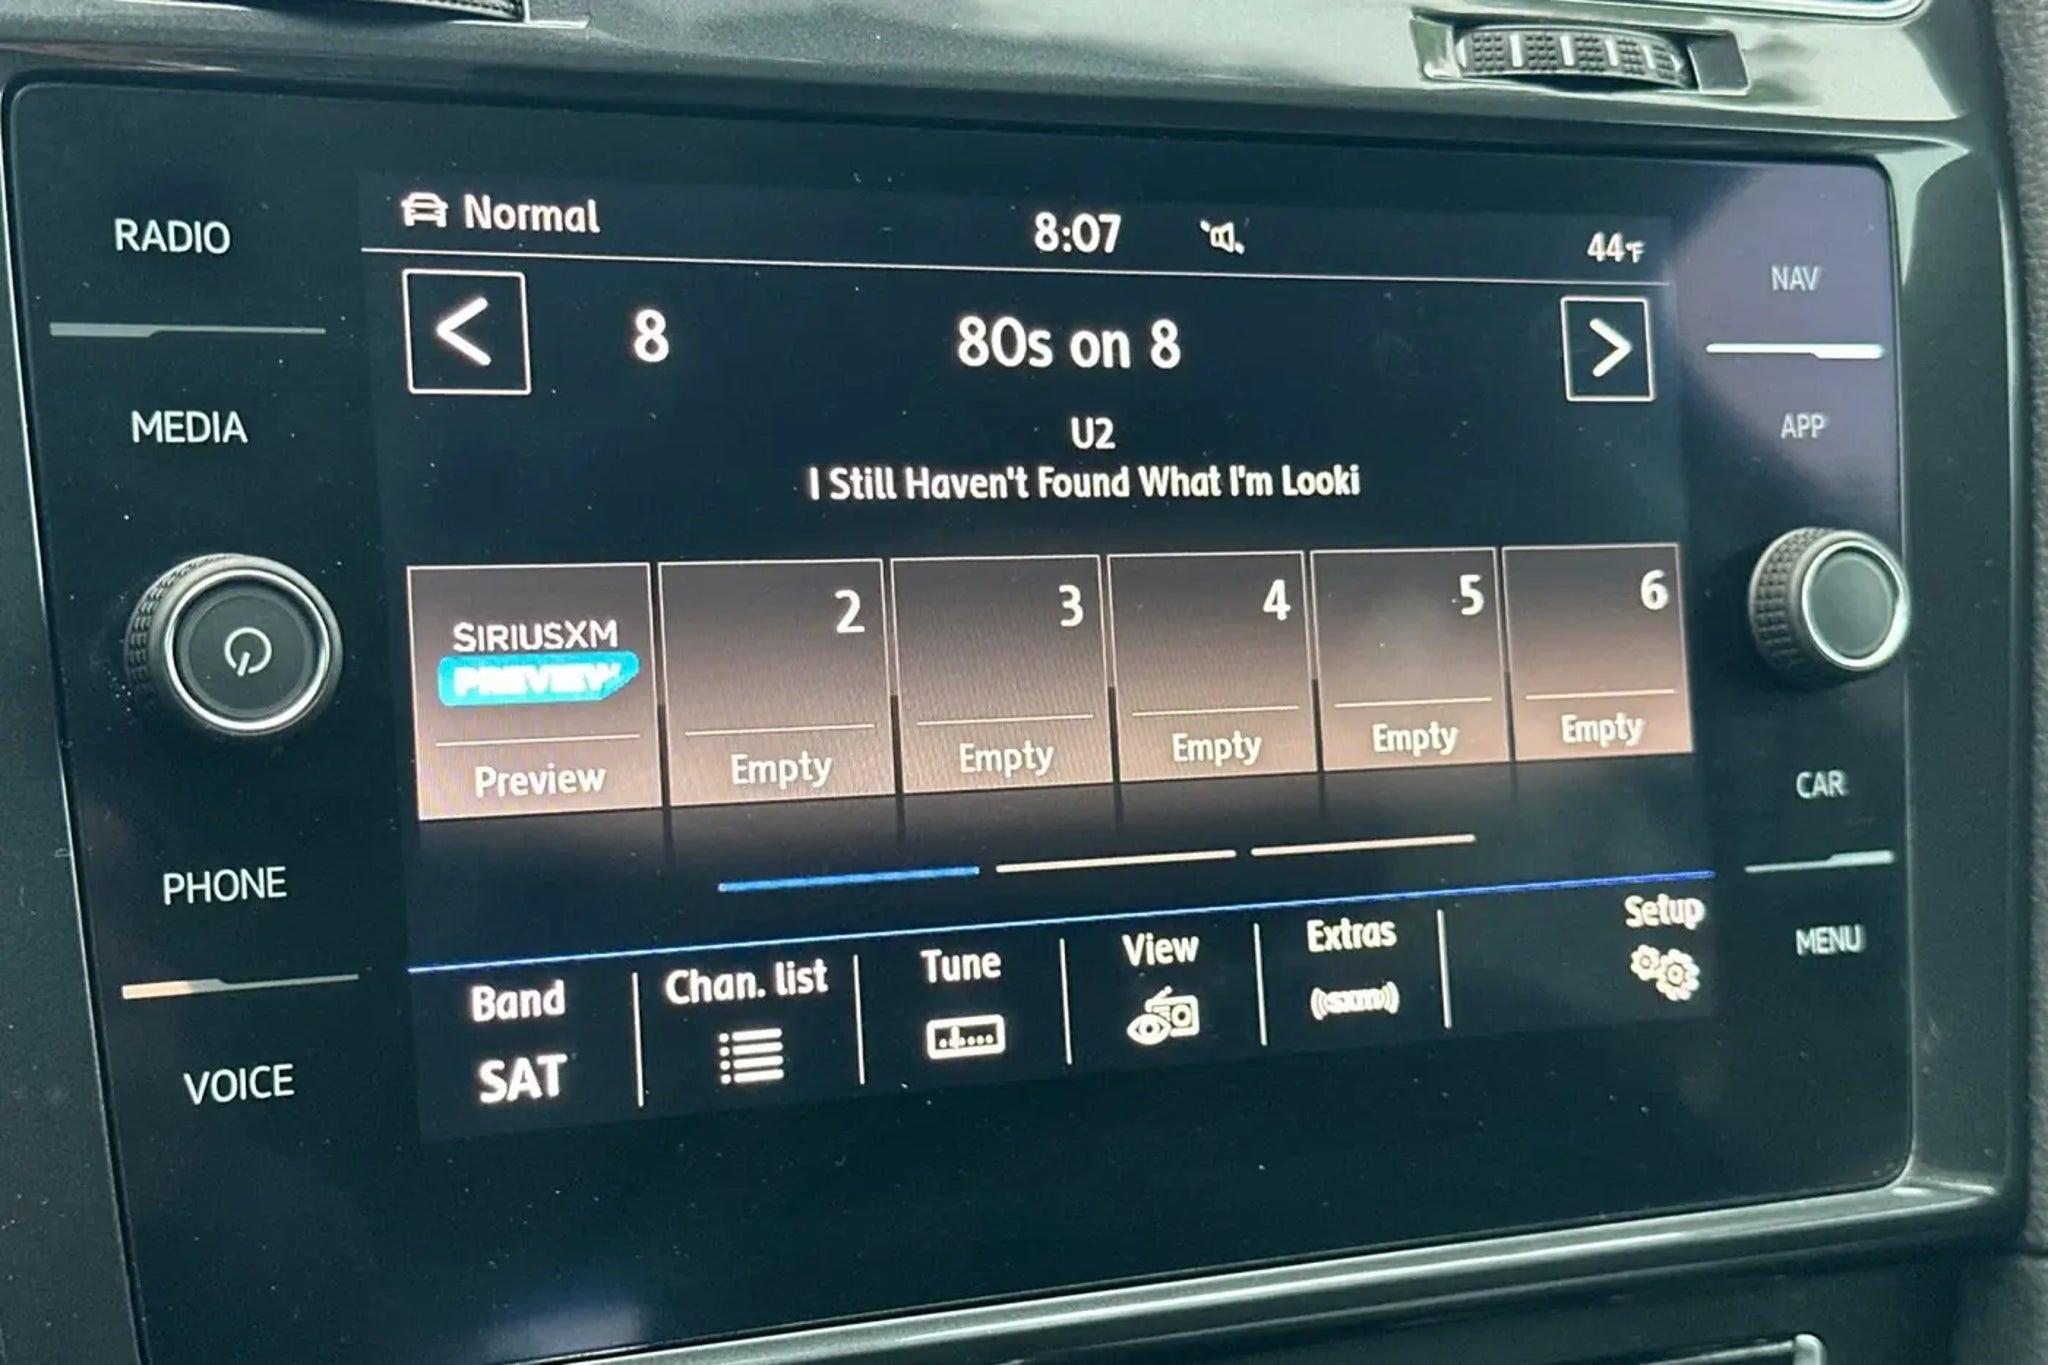 Normal 8:07 44°F
RADIO
NAV
8 80s on 8
MEDIA
APP
U2
I Still Haven't Found What I'm Looki
2 3 4 5 6
SIRIUSXM
PREVIEW
Preview Empty Empty Empty Empty Empty
CAR
PHONE
MENU
Band Chan. list Tune View Extras Setup
SAT
((sxm))
VOICE